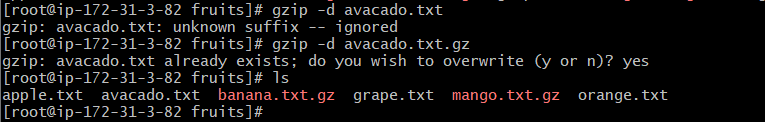 [root@ip-172-31-3-82 fruits]# gzip -d avacado.txt
gzip: avacado.txt: unknown suffix -- ignored
[root@ip-172-31-3-82 fruits]# gzip -d avacado.txt.gz
gzip: avacado.txt already exists; do you wish to overwrite (y or n)? yes
[root@ip-172-31-3-82 fruits]# ls
apple.txt  avacado.txt  banana.txt.gz  grape.txt  mango.txt.gz  orange.txt
[root@ip-172-31-3-82 fruits]#